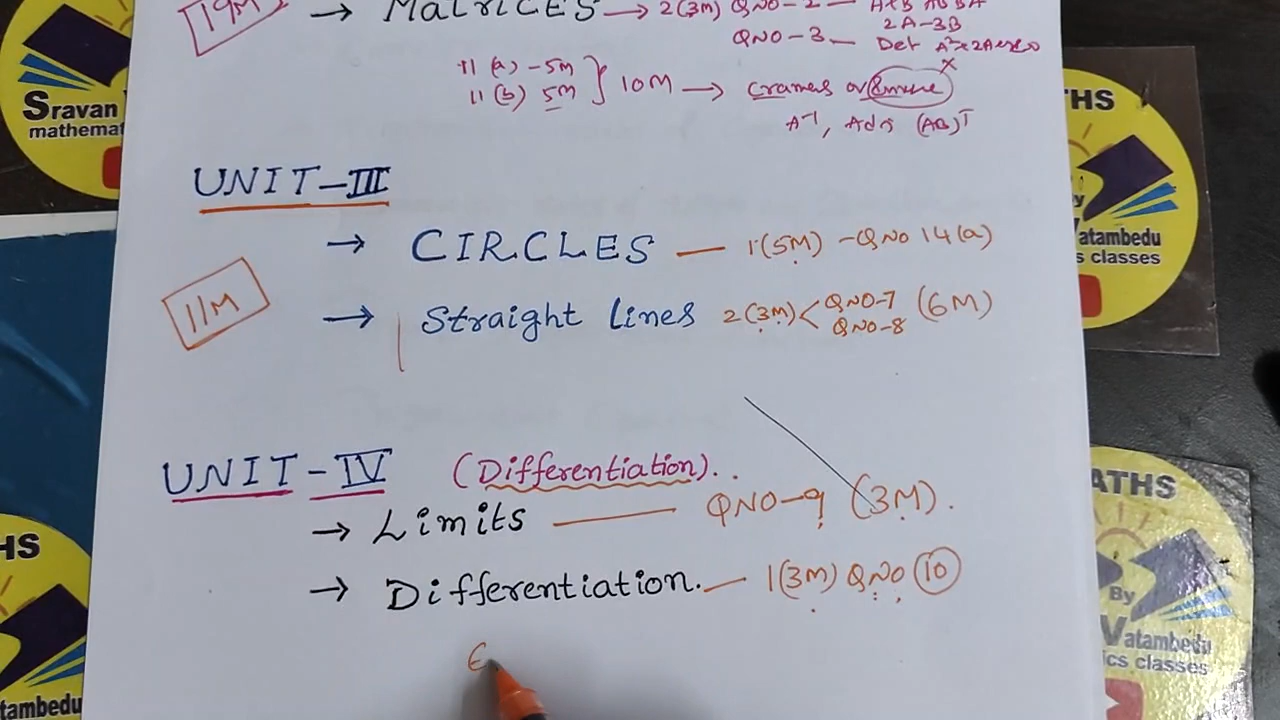 19M → MATRICES → 2(3m) QNO-2 —
2A-3B
QNO-3 — Det
11 (a) - 5m
11 (b) 5m } 10M → cramers or
A⁻¹, Adj (AB)ᵀ
UNIT-III
→ CIRCLES — 1(5M) - QNO 14(a)
11M
→ Straight lines 2(3m) < QNO-7 (6M)
QNO-8
UNIT-IV (Differentiation)..
→ Limits — QNO-9 (3M).
→ Differentiation. — 1(3M) QNO 10
Sravan
mathemat
THS
By
Vatambedu
s classes
ATHS
By
Vatambedu
ics classes
HS
tambedu